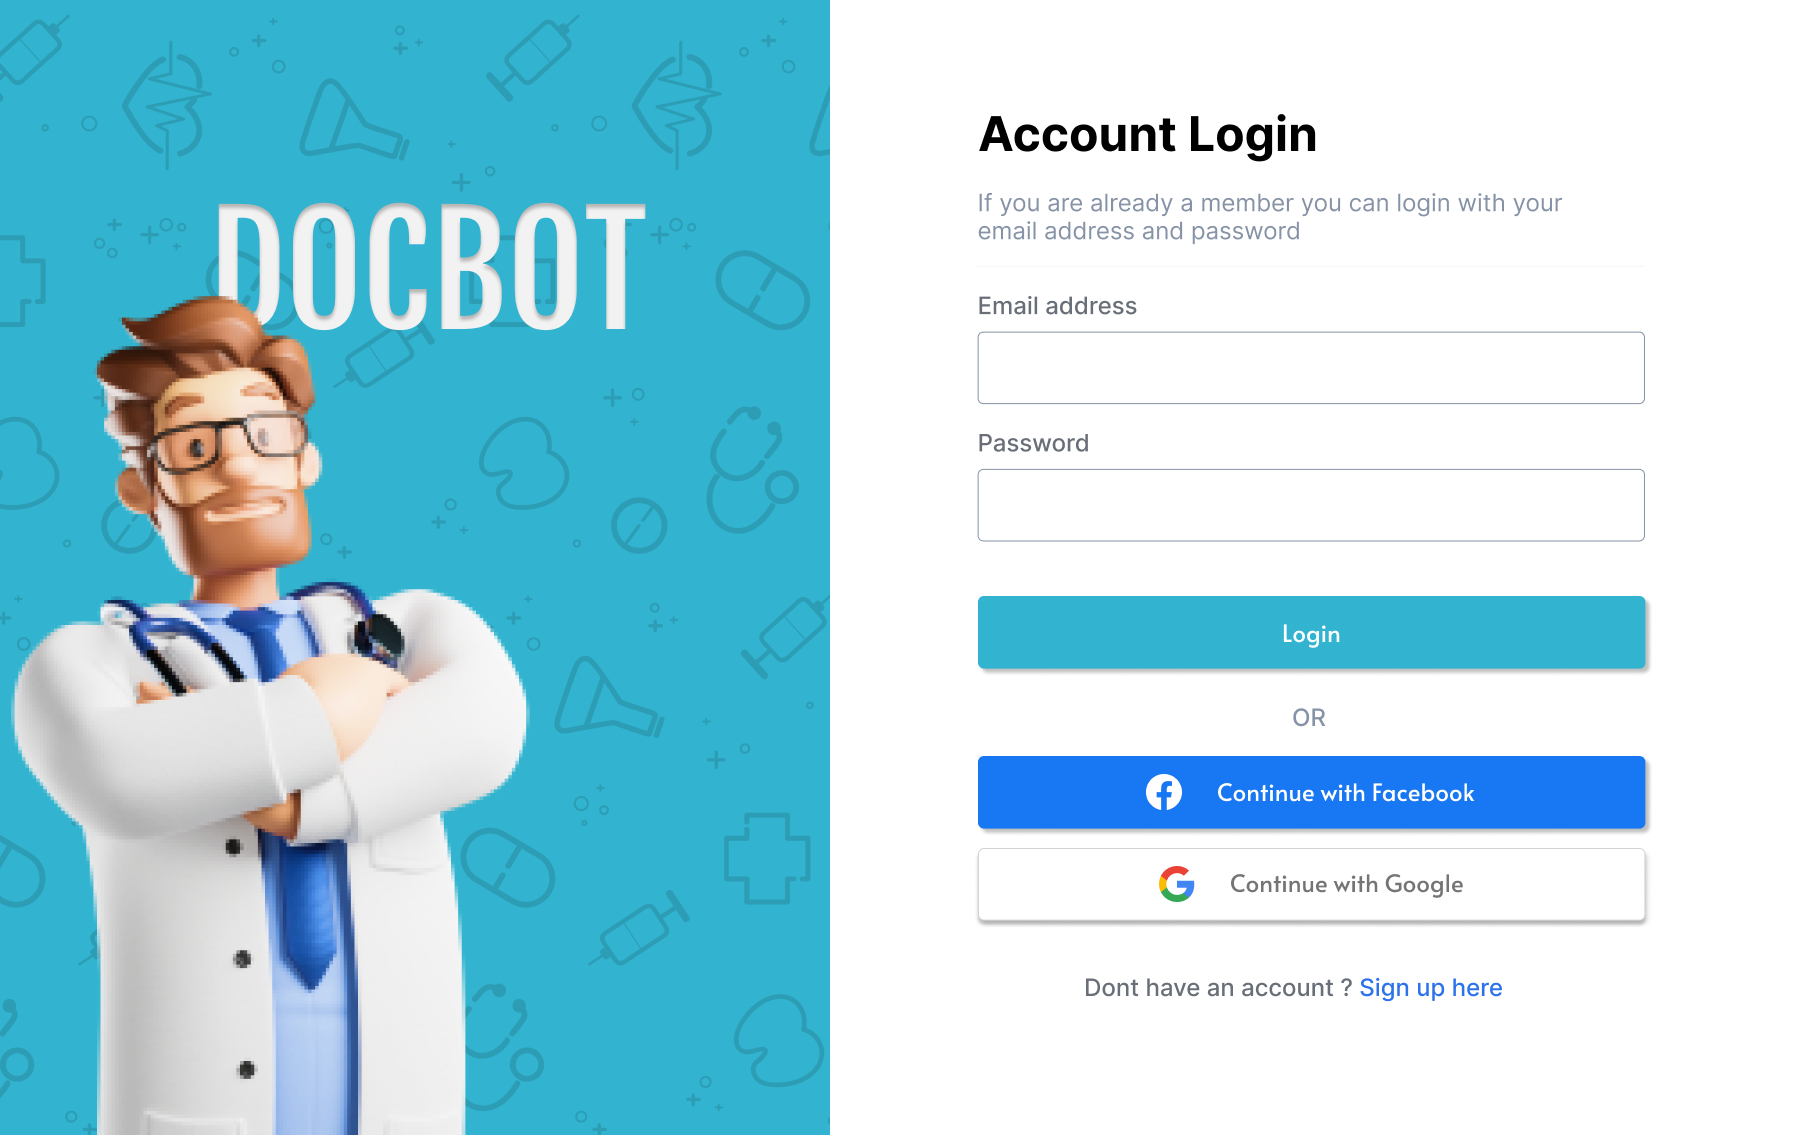 DOCBOT
Account Login
If you are already a member you can login with your
email address and password
Email address
Password
Login
OR
Continue with Facebook
Continue with Google
Dont have an account ? Sign up here